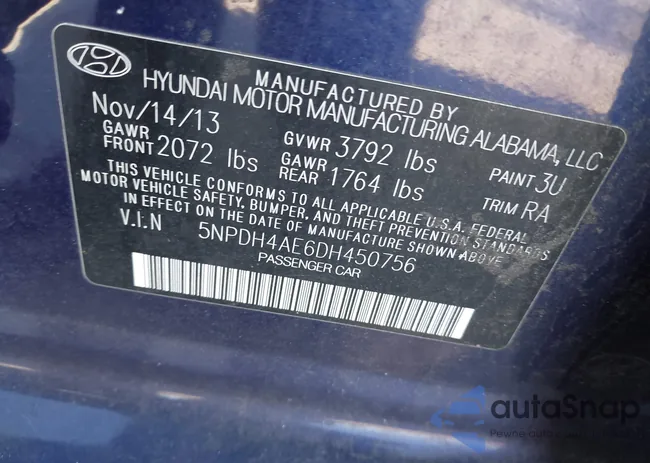 MANUFACTURED BY
HYUNDAI MOTOR MANUFACTURING ALABAMA, LLC
Nov/14/13
GVWR 3792 lbs
PAINT 3U
GAWR FRONT 2072 lbs
GAWR REAR 1764 lbs
TRIM RA
THIS VEHICLE CONFORMS TO ALL APPLICABLE U.S.A. FEDERAL
MOTOR VEHICLE SAFETY, BUMPER, AND THEFT PREVENTION STANDARDS
IN EFFECT ON THE DATE OF MANUFACTURE SHOWN ABOVE
V.I.N 5NPDH4AE6DH450756
PASSENGER CAR
autaSnap